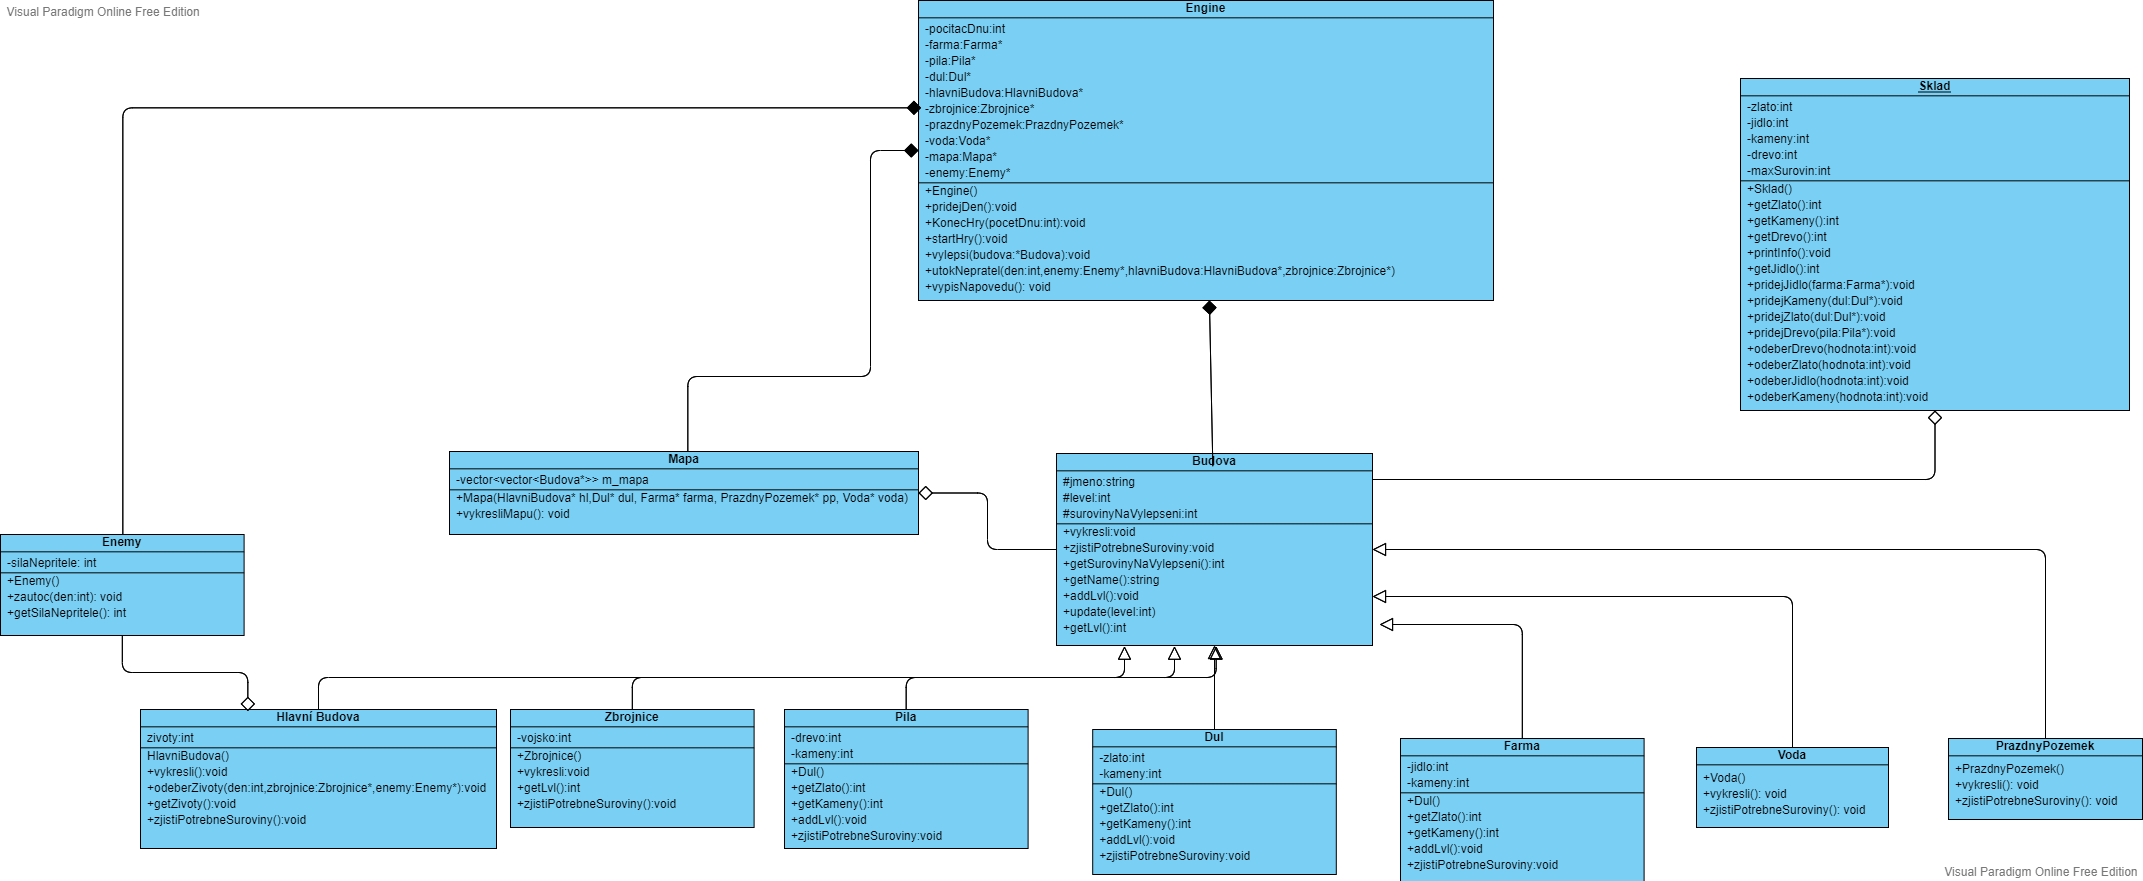 Visual Paradigm Online Free Edition
Engine
-pocitacDnu:int
-farma:Farma*
-pila:Pila*
-dul:Dul*
-hlavniBudova:HlavniBudova*
-zbrojnice:Zbrojnice*
-prazdnyPozemek:PrazdnyPozemek*
-voda:Voda*
-mapa:Mapa*
-enemy:Enemy*
+Engine()
+pridejDen():void
+KonecHry(pocetDnu:int):void
+startHry():void
+vylepsi(budova:*Budova):void
+utokNepratel(den:int,enemy:Enemy*,hlavniBudova:HlavniBudova*,zbrojnice:Zbrojnice*)
+vypisNapovedu(): void
Sklad
-zlato:int
-jidlo:int
-kameny:int
-drevo:int
-maxSurovin:int
+Sklad()
+getZlato():int
+getKameny():int
+getDrevo():int
+printInfo():void
+getJidlo():int
+pridejJidlo(farma:Farma*):void
+pridejKameny(dul:Dul*):void
+pridejZlato(dul:Dul*):void
+pridejDrevo(pila:Pila*):void
+odeberDrevo(hodnota:int):void
+odeberZlato(hodnota:int):void
+odeberJidlo(hodnota:int):void
+odeberKameny(hodnota:int):void
Mapa
-vector<vector<Budova*>> m_mapa
+Mapa(HlavniBudova* hl,Dul* dul, Farma* farma, PrazdnyPozemek* pp, Voda* voda)
+vykresliMapu(): void
Budova
#jmeno:string
#level:int
#surovinyNaVylepseni:int
+vykresli:void
+zjistiPotrebneSuroviny:void
+getSurovinyNaVylepseni():int
+getName():string
+addLvl():void
+update(level:int)
+getLvl():int
Enemy
-silaNepritele: int
+Enemy()
+zautoc(den:int): void
+getSilaNepritele(): int
Hlavní Budova
zivoty:int
HlavniBudova()
+vykresli():void
+odeberZivoty(den:int,zbrojnice:Zbrojnice*,enemy:Enemy*):void
+getZivoty():void
+zjistiPotrebneSuroviny():void
Zbrojnice
-vojsko:int
+Zbrojnice()
+vykresli:void
+getLvl():int
+zjistiPotrebneSuroviny():void
Pila
-drevo:int
-kameny:int
+Dul()
+getZlato():int
+getKameny():int
+addLvl():void
+zjistiPotrebneSuroviny:void
Dul
-zlato:int
-kameny:int
+Dul()
+getZlato():int
+getKameny():int
+addLvl():void
+zjistiPotrebneSuroviny:void
Farma
-jidlo:int
-kameny:int
+Dul()
+getZlato():int
+getKameny():int
+addLvl():void
+zjistiPotrebneSuroviny:void
Voda
+Voda()
+vykresli(): void
+zjistiPotrebneSuroviny(): void
PrazdnyPozemek
+PrazdnyPozemek()
+vykresli(): void
+zjistiPotrebneSuroviny(): void
Visual Paradigm Online Free Edition